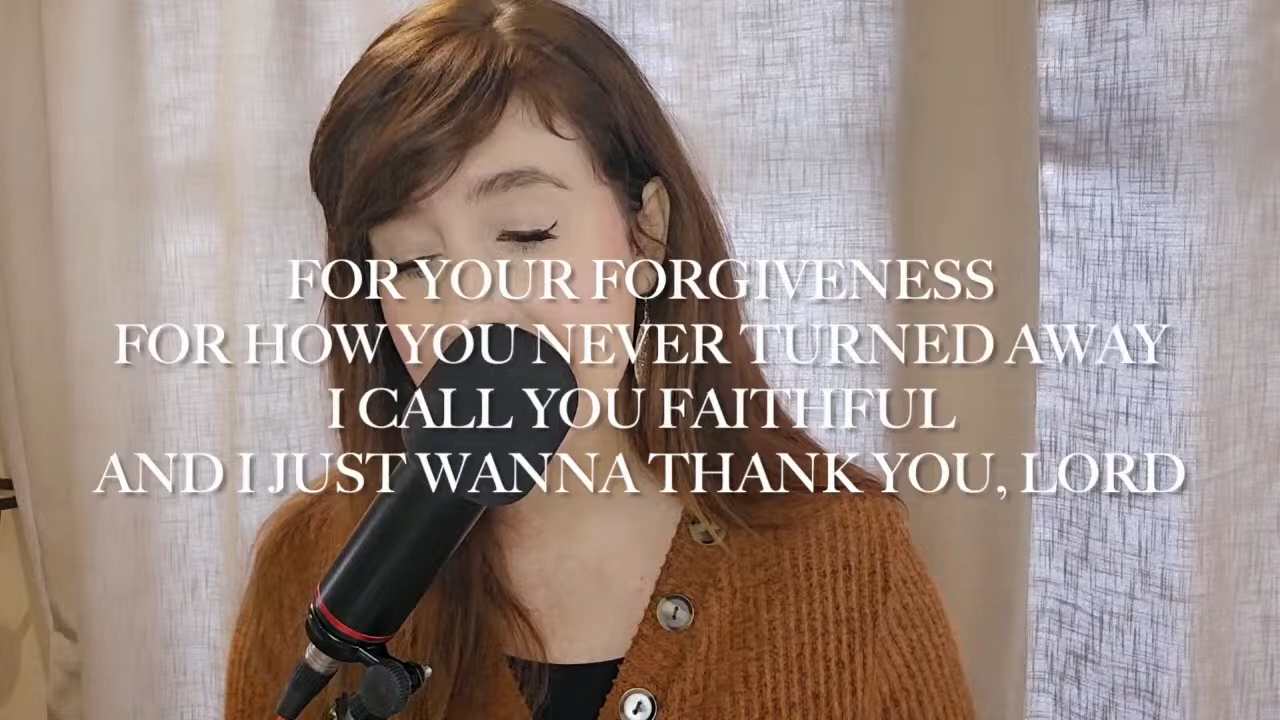 FOR YOUR FORGIVENESS
FOR HOW YOU NEVER TURNED AWAY
I CALL YOU FAITHFUL
AND I JUST WANNA THANK YOU, LORD